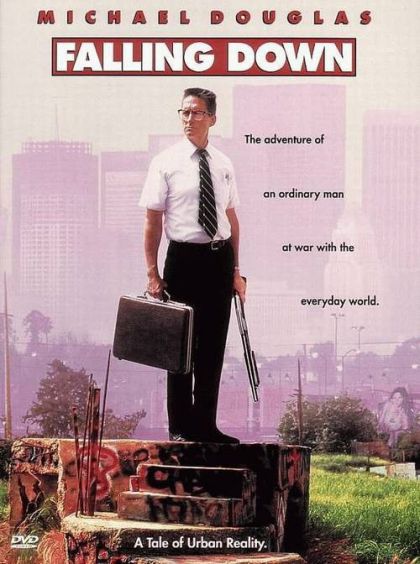 MICHAEL DOUGLAS
FALLING DOWN
The adventure of
an ordinary man
at war with the
everyday world.
A Tale of Urban Reality.
DVD